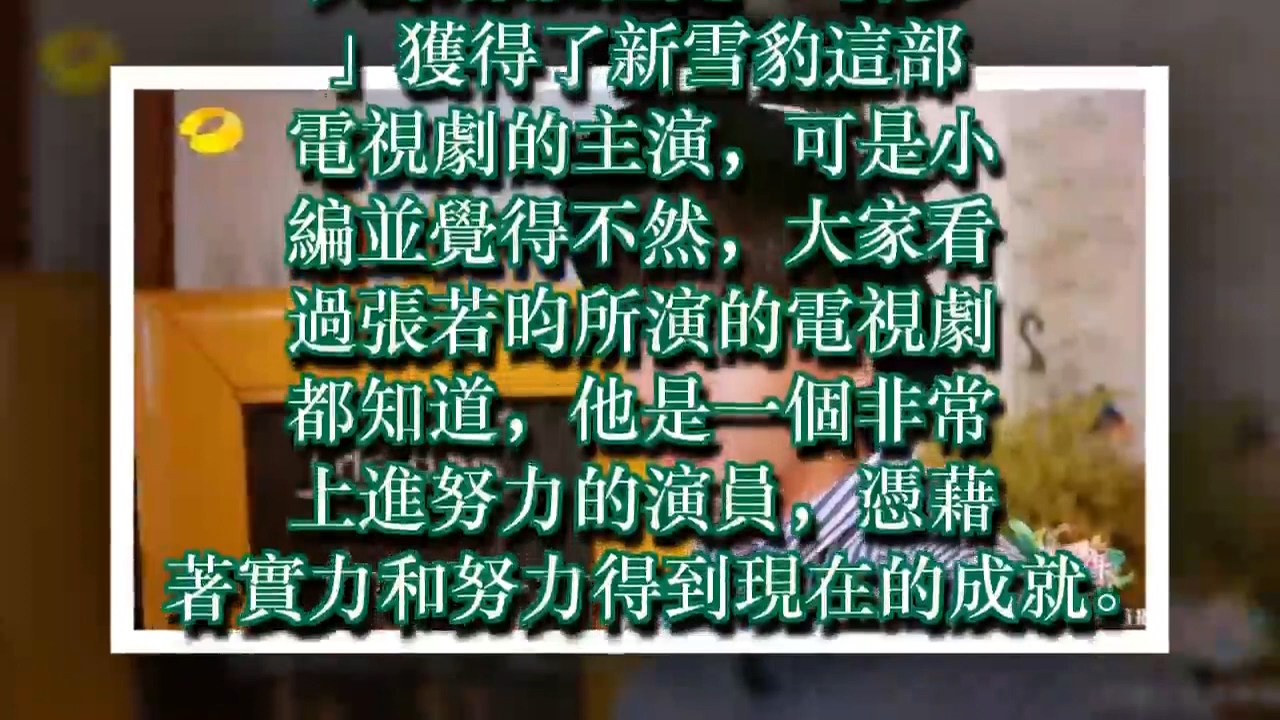 」獲得了新雪豹這部
電視劇的主演，可是小
編並覺得不然，大家看
過張若昀所演的電視劇
都知道，他是一個非常
上進努力的演員，憑藉
著實力和努力得到現在的成就。